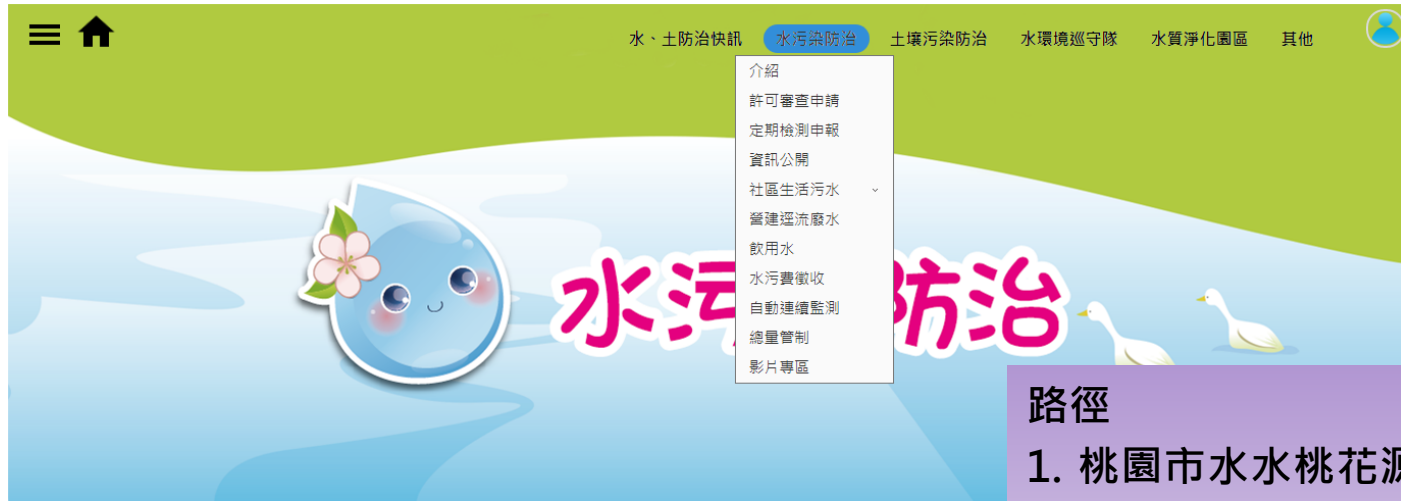 水、土防治快訊 水污染防治 土壤污染防治 水環境巡守隊 水質淨化園區 其他
介紹
許可審查申請
定期檢測申報
資訊公開
社區生活污水
營建逕流廢水
飲用水
水污費徵收
自動連續監測
總量管制
影片專區
水污 防治
路徑
1. 桃園市水水桃花源